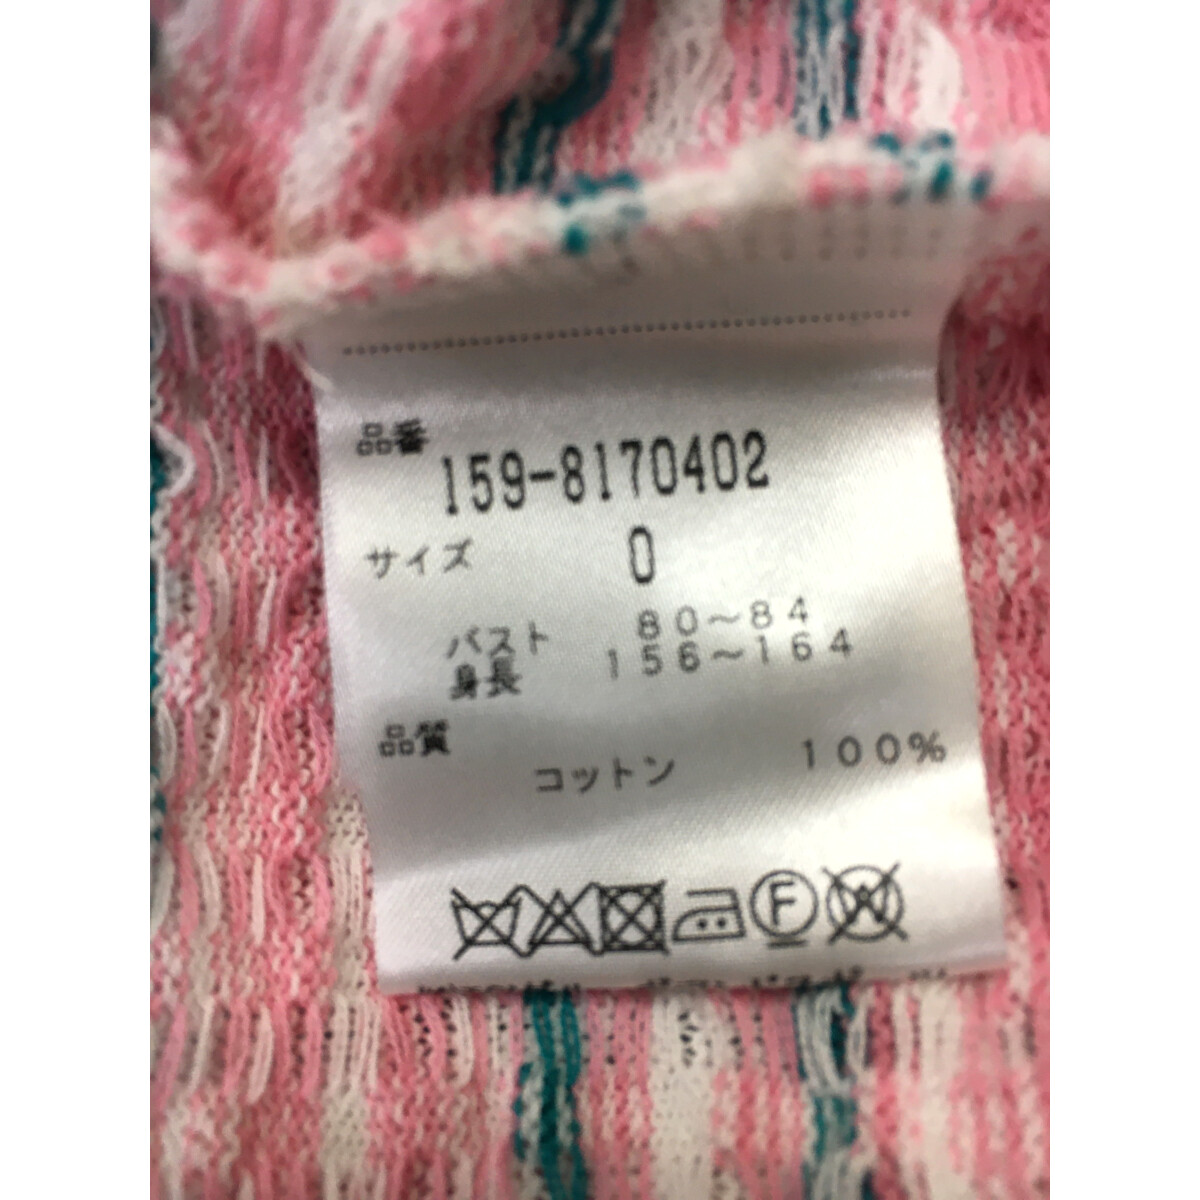 品番
159-8170402
サイズ 0
バスト 80~84
身長 156~164
品質
コットン 100%
F W